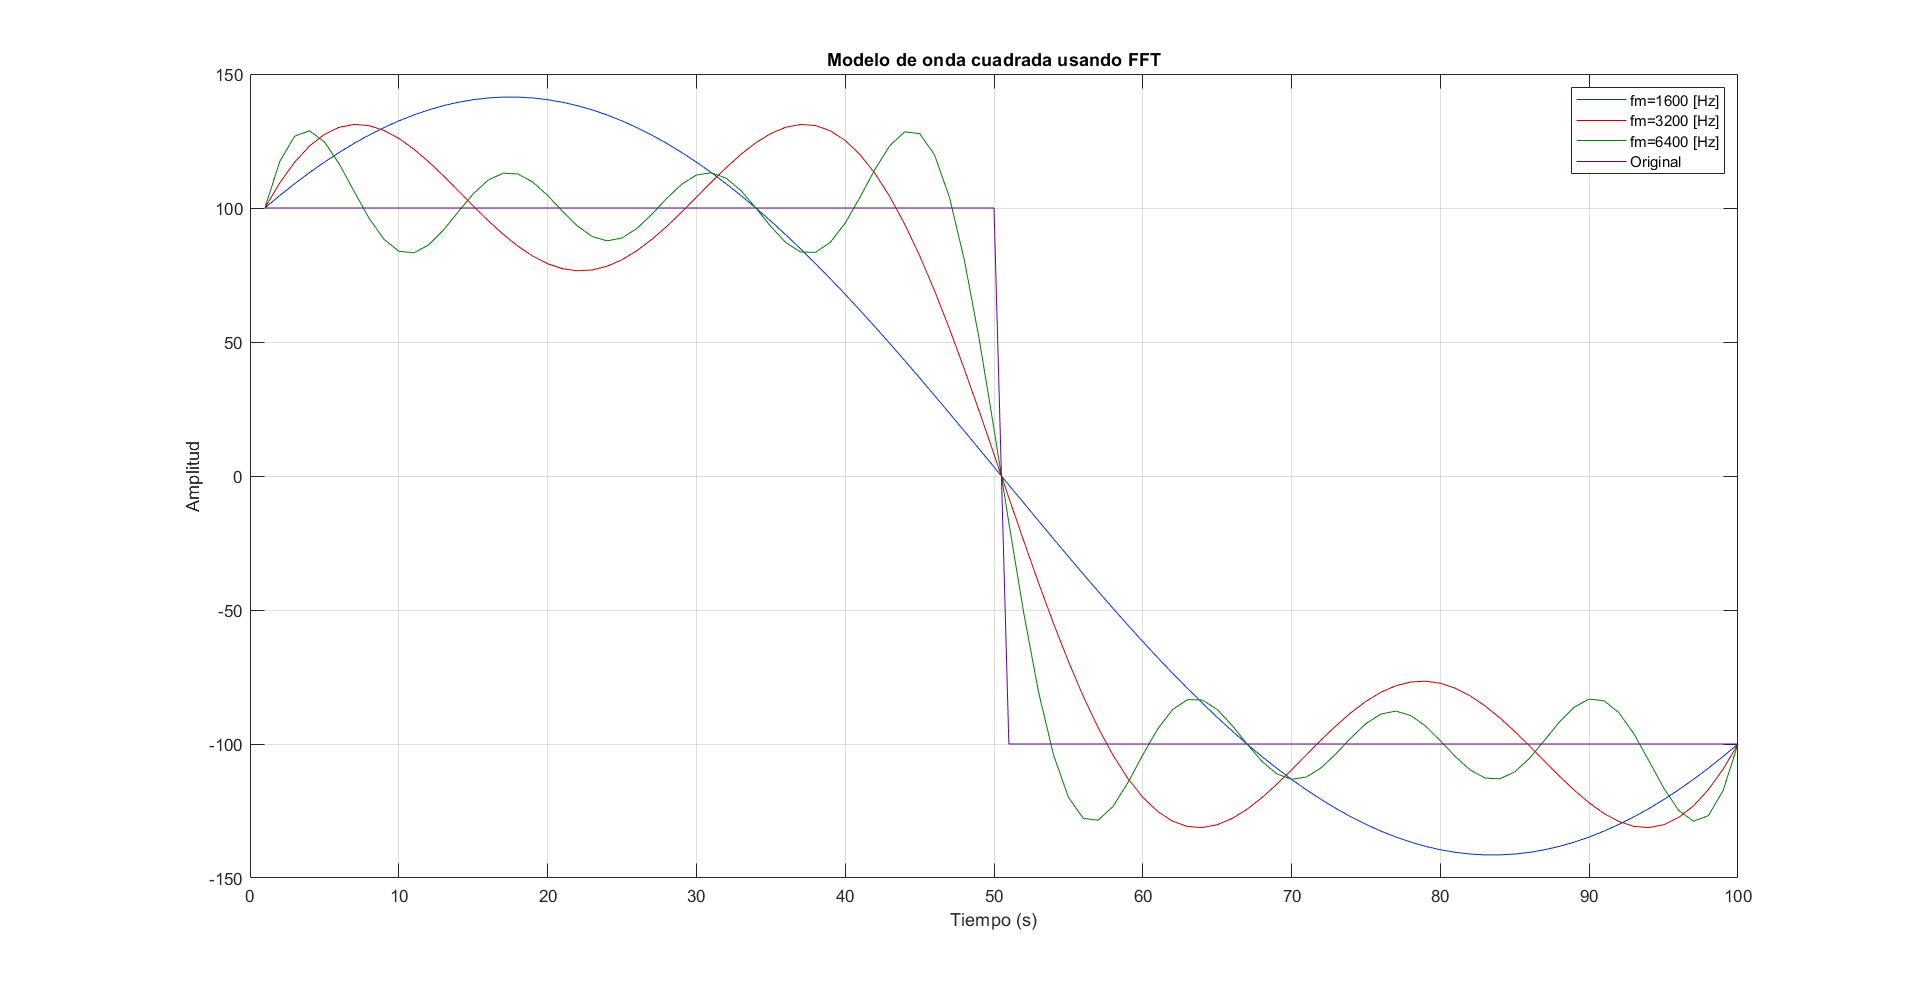 Modelo de onda cuadrada usando FFT
150
100
50
0
-50
-100
-150
Amplitud
fm=1600 [Hz]
fm=3200 [Hz]
fm=6400 [Hz]
Original
0 10 20 30 40 50 60 70 80 90 100
Tiempo (s)